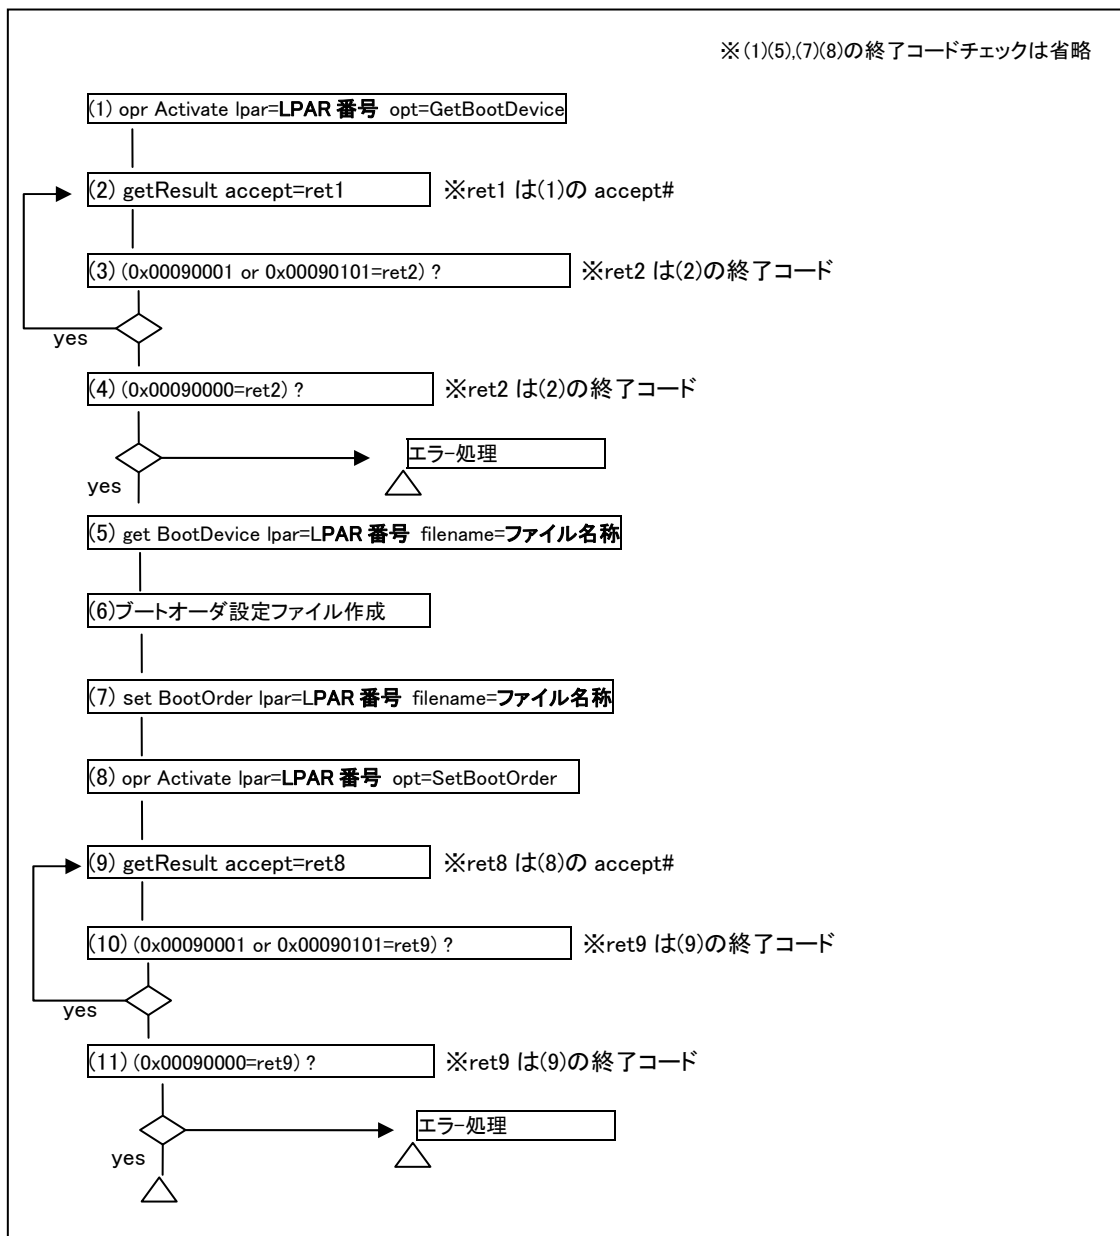 ※(1)(5),(7)(8)の終了コードチェックは省略
(1) opr Activate lpar=LPAR 番号 opt=GetBootDevice
(2) getResult accept=ret1 ※ret1 は(1)の accept#
(3) (0x00090001 or 0x00090101=ret2) ? ※ret2 は(2)の終了コード
yes
(4) (0x00090000=ret2) ? ※ret2 は(2)の終了コード
エラー処理
yes
(5) get BootDevice lpar=LPAR 番号 filename=ファイル名称
(6)ブートオーダ設定ファイル作成
(7) set BootOrder lpar=LPAR 番号 filename=ファイル名称
(8) opr Activate lpar=LPAR 番号 opt=SetBootOrder
(9) getResult accept=ret8 ※ret8 は(8)の accept#
(10) (0x00090001 or 0x00090101=ret9) ? ※ret9 は(9)の終了コード
yes
(11) (0x00090000=ret9) ? ※ret9 は(9)の終了コード
エラー処理
yes